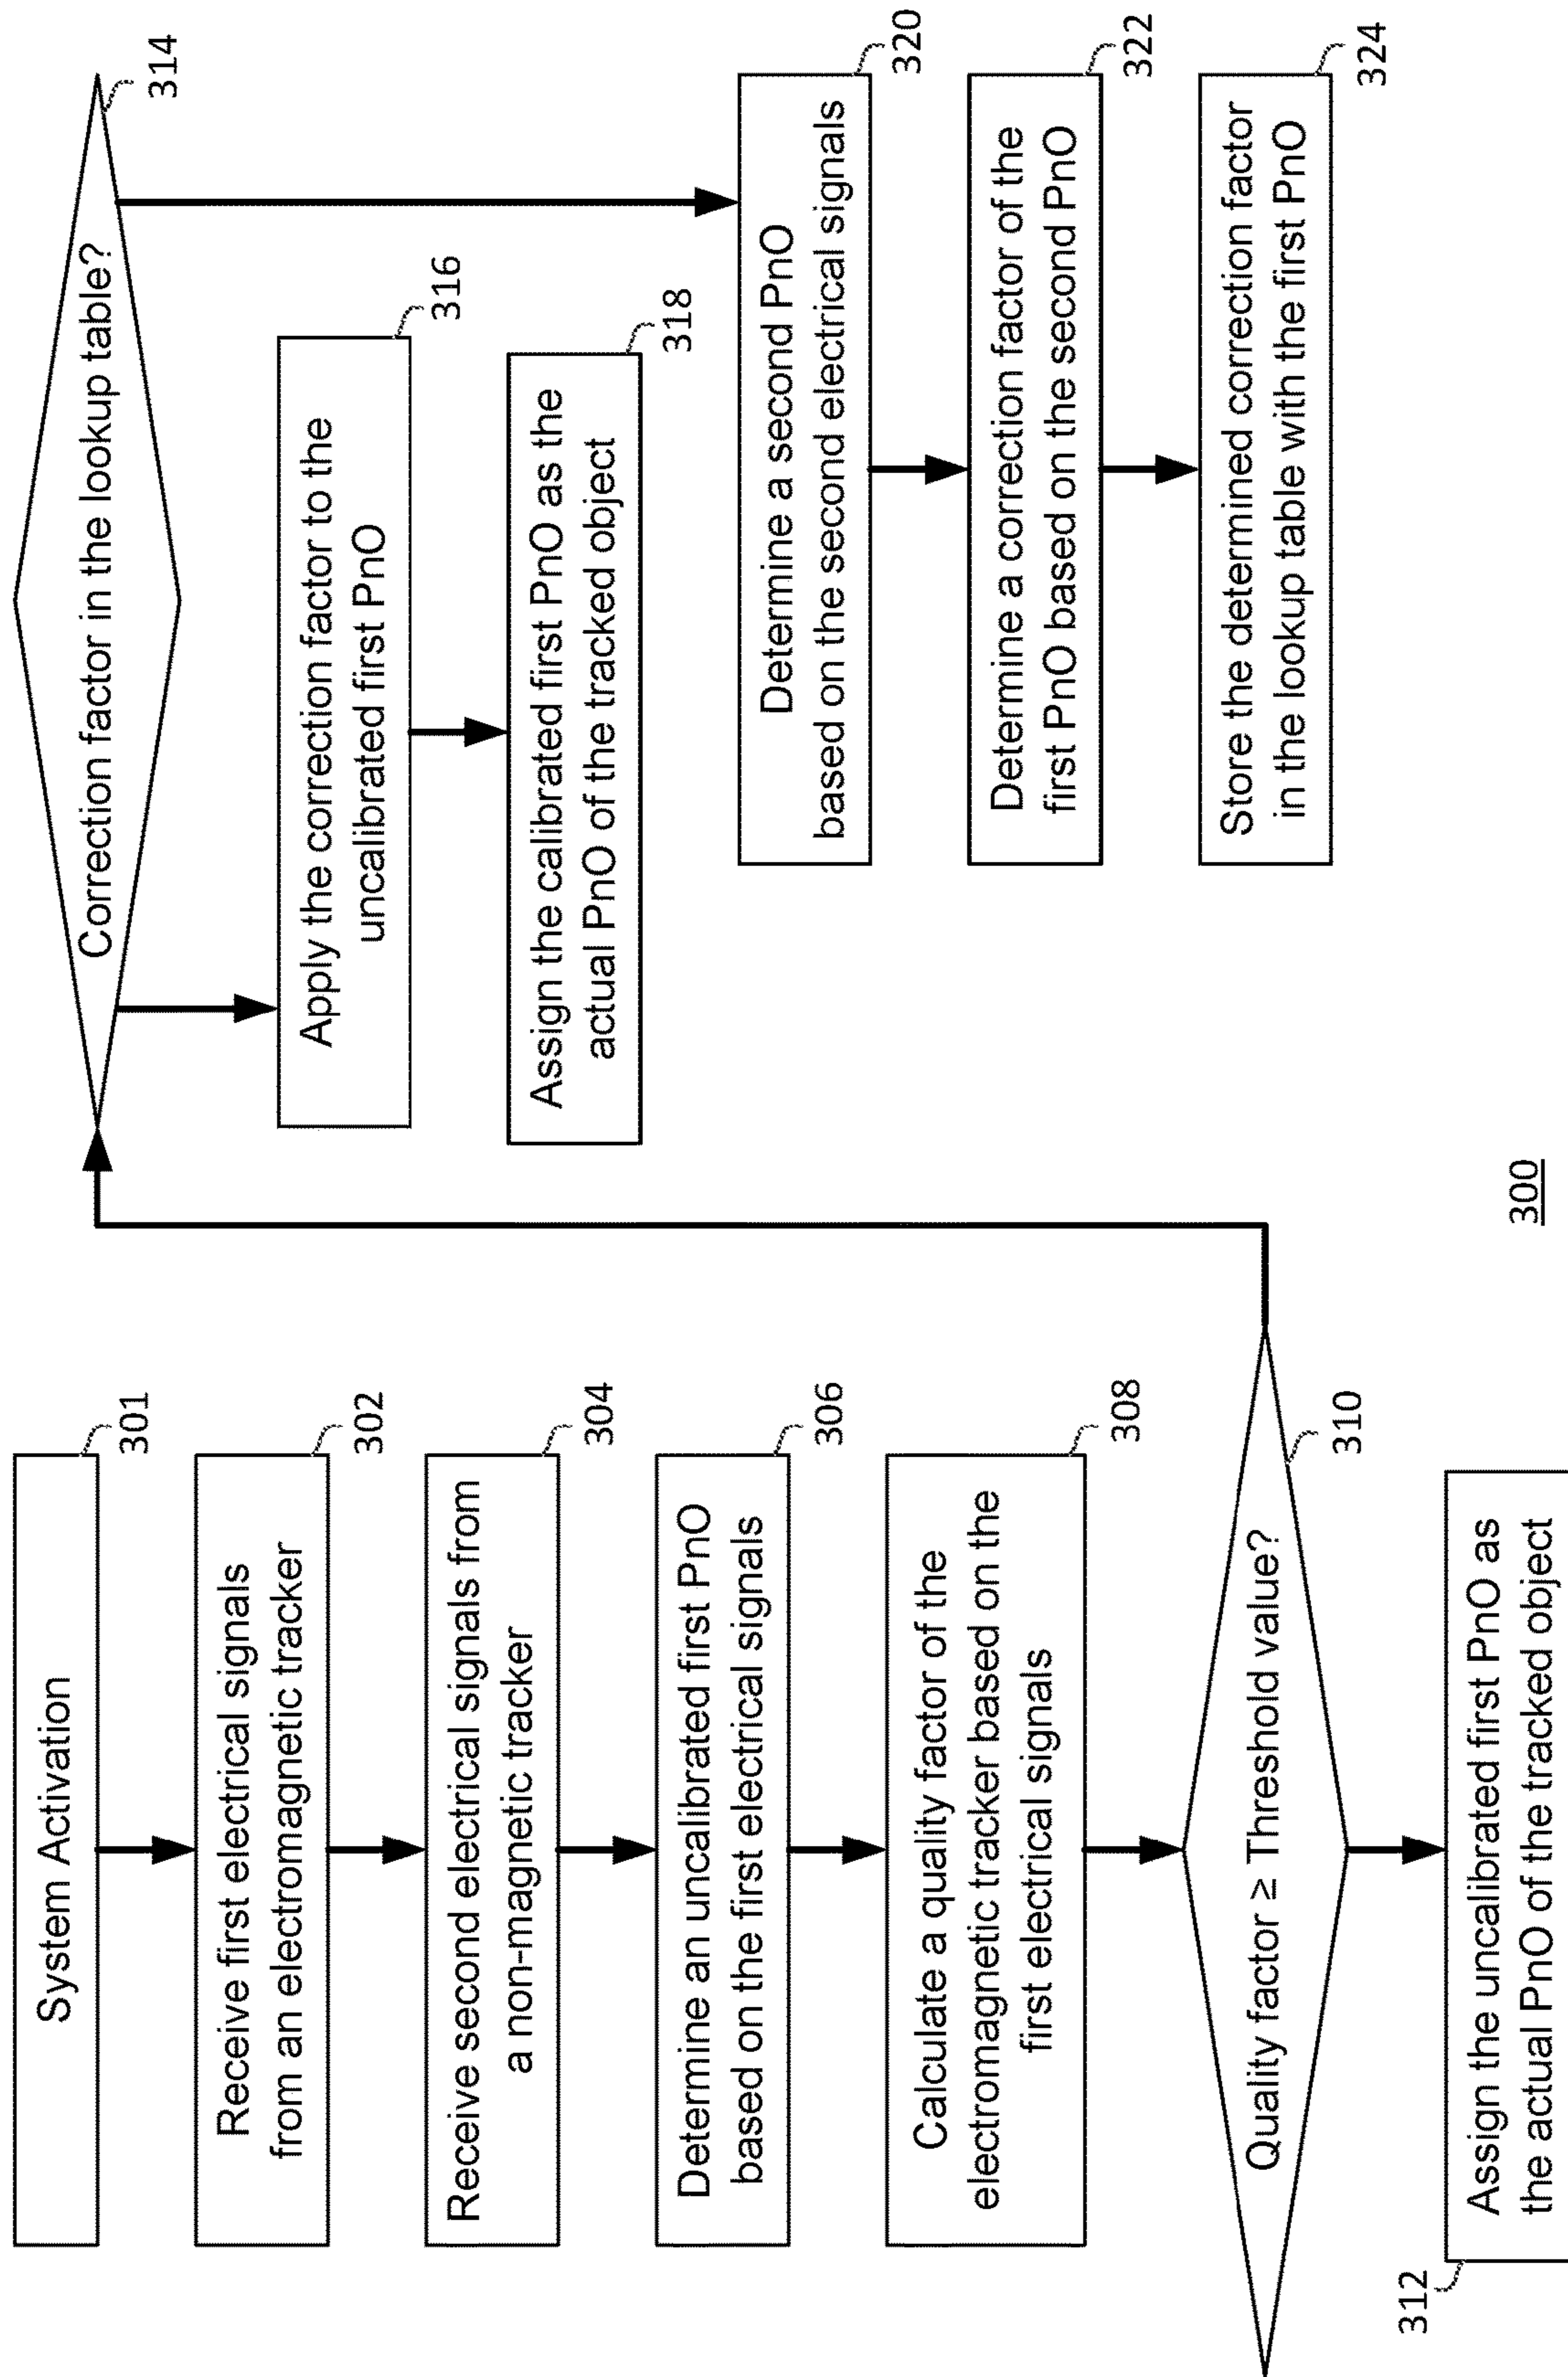 System Activation
301
Receive first electrical signals
from an electromagnetic tracker
302
Receive second electrical signals from
a non-magnetic tracker
304
Determine an uncalibrated first PnO
based on the first electrical signals
306
Calculate a quality factor of the
electromagnetic tracker based on the
first electrical signals
308
Quality factor ≥ Threshold value?
310
Assign the uncalibrated first PnO as
the actual PnO of the tracked object
312
Correction factor in the lookup table?
314
Apply the correction factor to the
uncalibrated first PnO
316
Assign the calibrated first PnO as the
actual PnO of the tracked object
318
Determine a second PnO
based on the second electrical signals
320
Determine a correction factor of the
first PnO based on the second PnO
322
Store the determined correction factor
in the lookup table with the first PnO
324
300